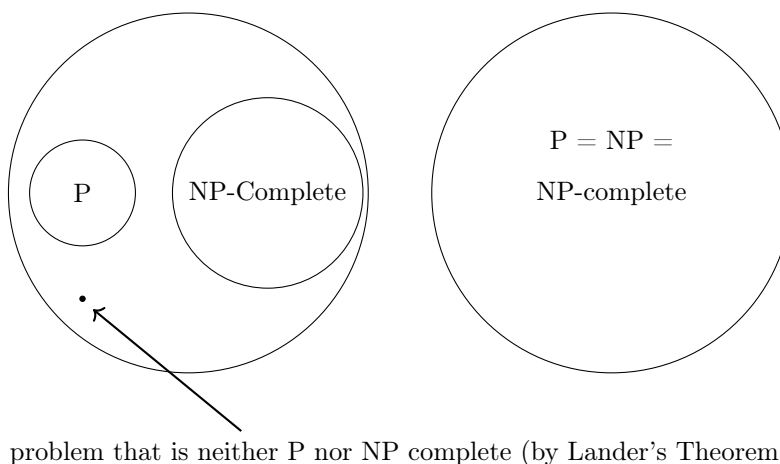 P = NP =
P
NP-Complete
NP-complete
problem that is neither P nor NP complete (by Lander's Theorem